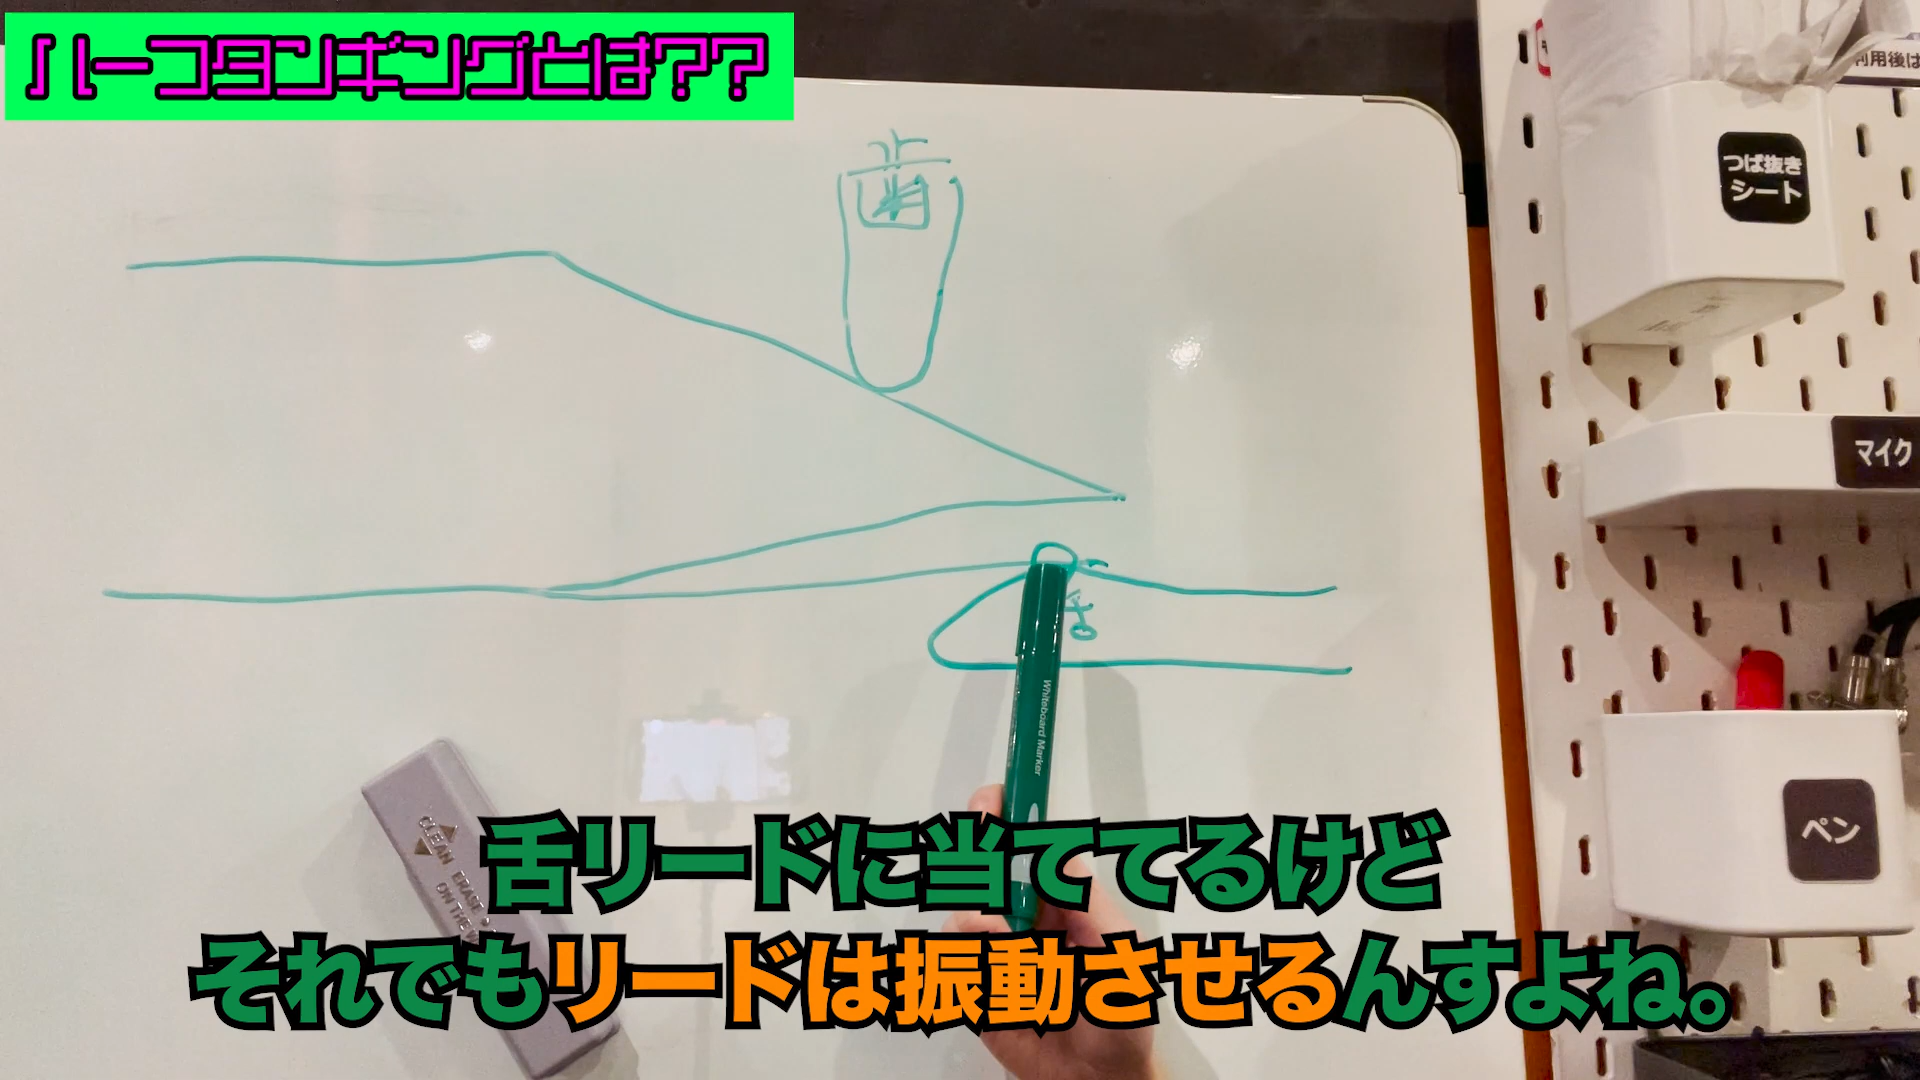 ハーフタンギングとは??
利用後は
つば抜き
シート
マイク
上
歯
舌
Whiteboard Marker
ペン
CLEAN
ERASE
ON THE W
舌リードに当ててるけど
それでもリードは振動させるんすよね。